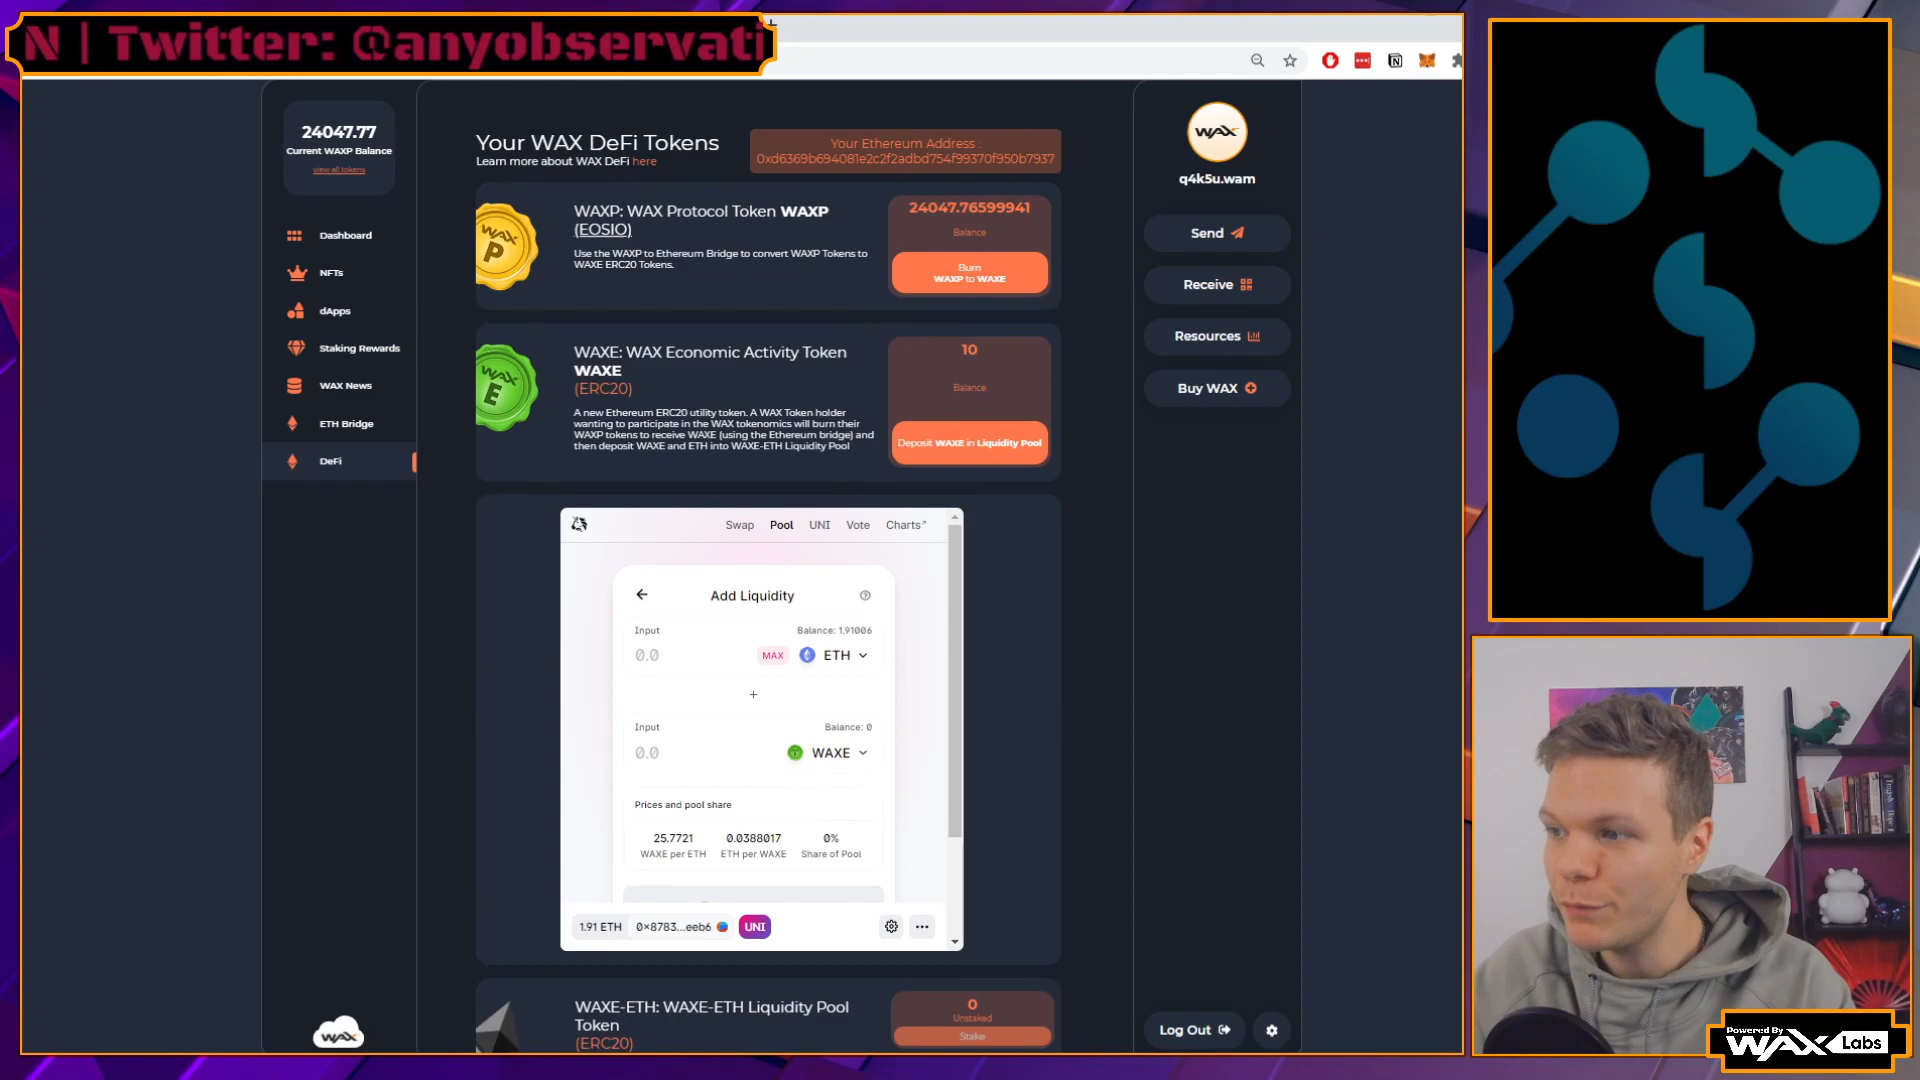 N | Twitter: @anyobservati
24047.77
Current WAXP Balance
view all tokens
Dashboard
NFTs
dApps
Staking Rewards
WAX News
ETH Bridge
DeFi
WAX
Your WAX DeFi Tokens
Learn more about WAX DeFi here
Your Ethereum Address :
0xd6369b694081e2c2f2adbd754f99370f950b7937
WAX
P
WAXP: WAX Protocol Token WAXP
(EOSIO)
Use the WAXP to Ethereum Bridge to convert WAXP Tokens to
WAXE ERC20 Tokens.
24047.76599941
Balance
Burn
WAXP to WAXE
WAX
E
WAXE: WAX Economic Activity Token
WAXE
(ERC20)
A new Ethereum ERC20 utility token. A WAX Token holder
wanting to participate in the WAX tokenomics will burn their
WAXP tokens to receive WAXE (using the Ethereum bridge) and
then deposit WAXE and ETH into WAXE-ETH Liquidity Pool
10
Balance
Deposit WAXE in Liquidity Pool
Swap Pool UNI Vote Charts
Add Liquidity
Input Balance: 1.91006
0.0 MAX ETH
+
Input Balance: 0
0.0 WAXE
Prices and pool share
25.7721 0.0388017 0%
WAXE per ETH ETH per WAXE Share of Pool
1.91 ETH 0x8783...eeb6 UNI
WAXE-ETH: WAXE-ETH Liquidity Pool
Token
(ERC20)
0
Unstaked
Stake
WAX
q4k5u.wam
Send
Receive
Resources
Buy WAX
Log Out
Powered By
WAX Labs